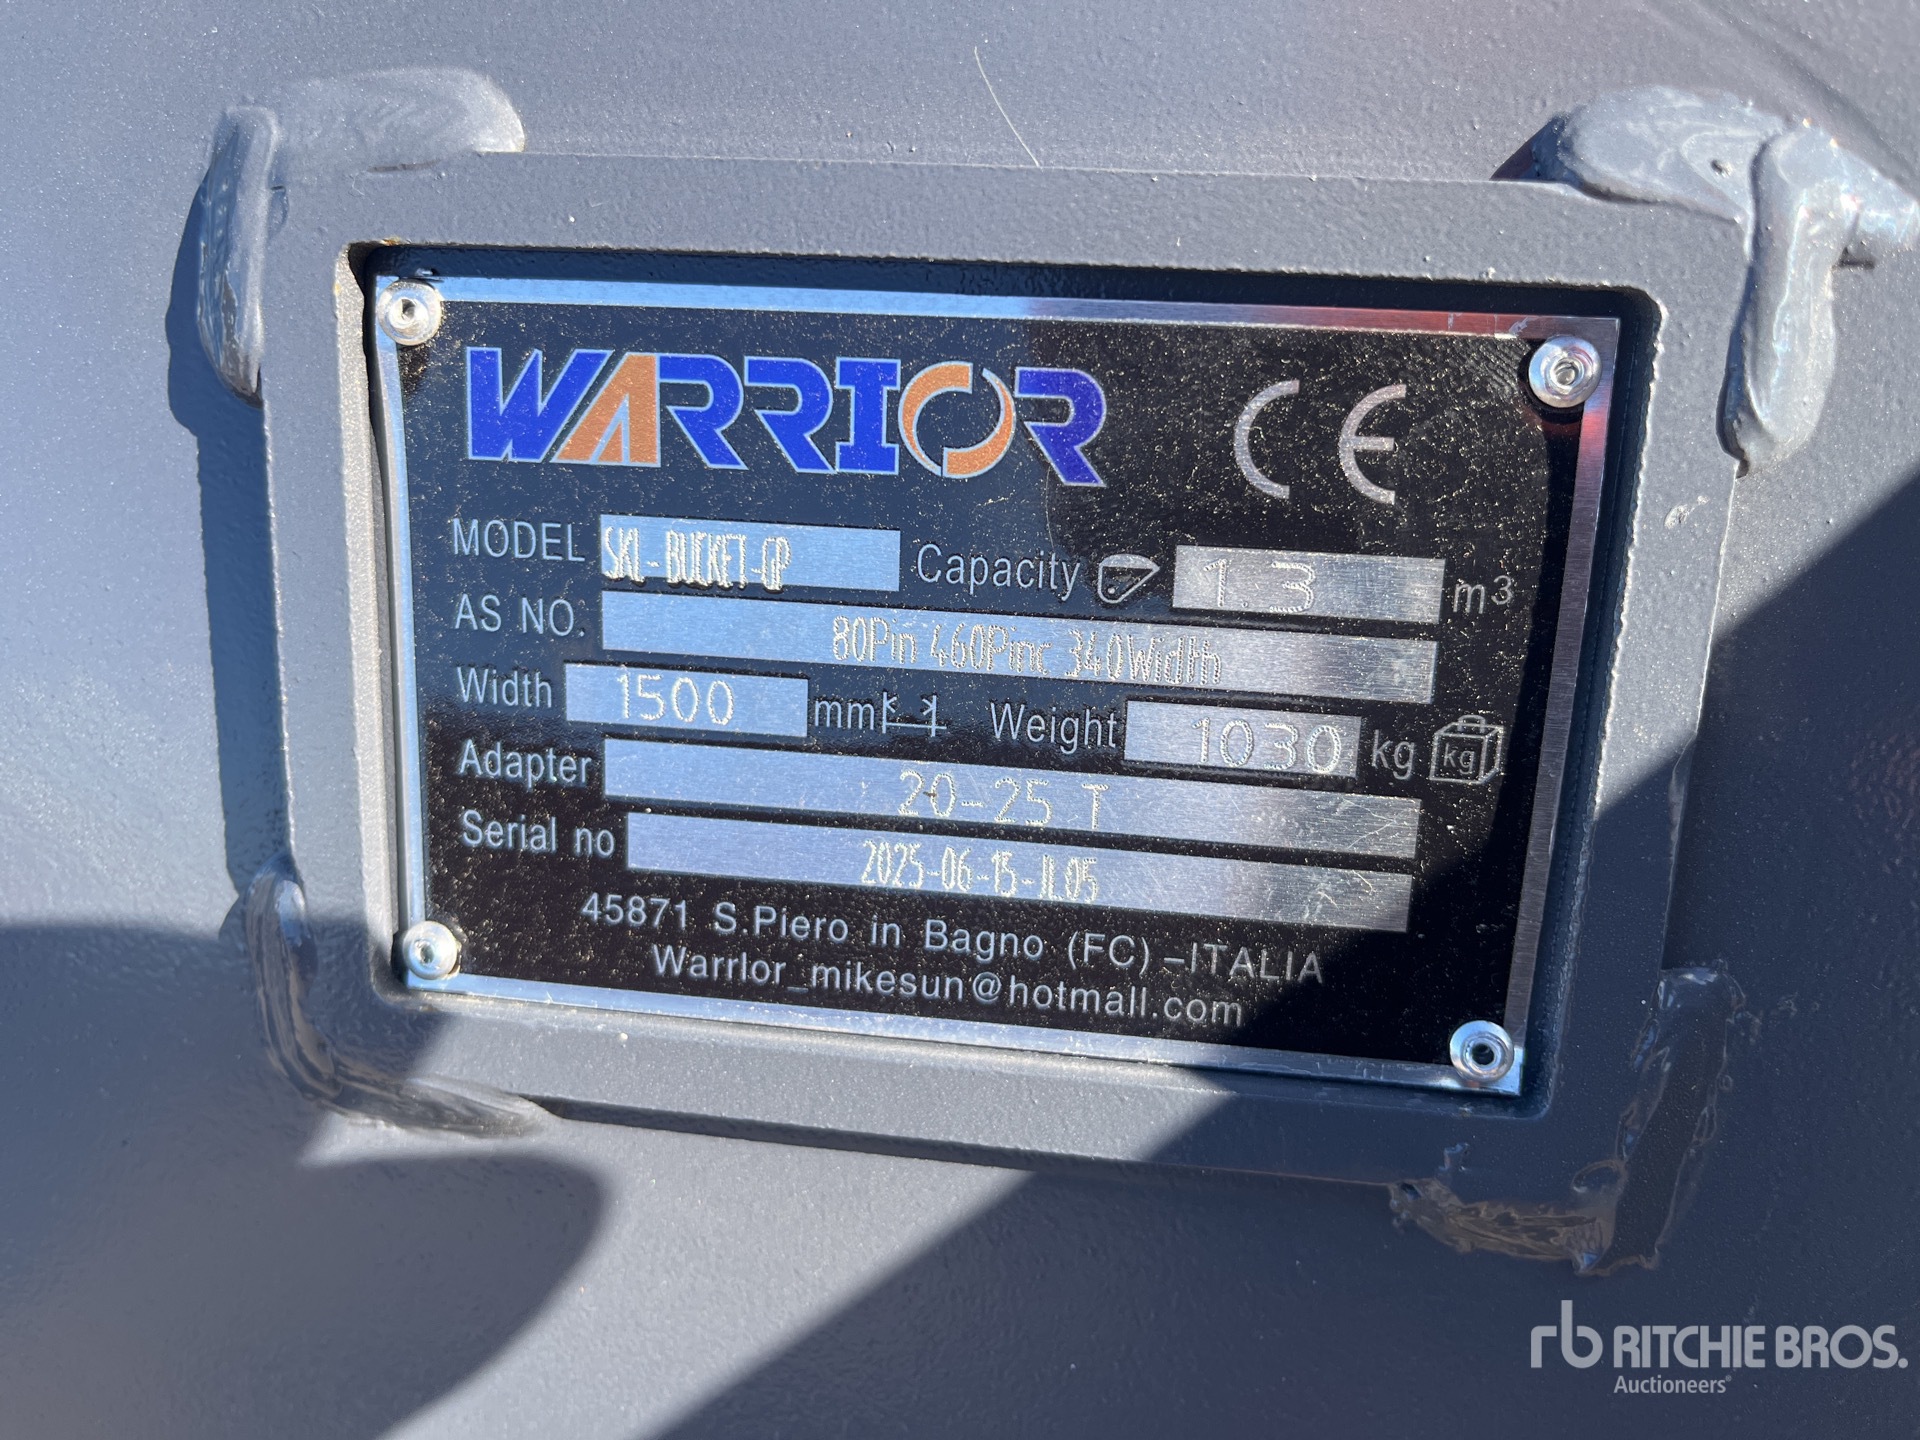 WARRIOR CE
MODEL SKL-BUCKET-GP Capacity 1.3 m³
AS NO. 80Pin 460Pinc 340Width
Width 1500 mm Weight 1030 kg kg
Adapter 20-25 T
Serial no 2025-06-15-JL05
45871 S.Piero in Bagno (FC)-ITALIA
Warrlor_mikesun@hotmall.com
rb RITCHIE BROS.
Auctioneers